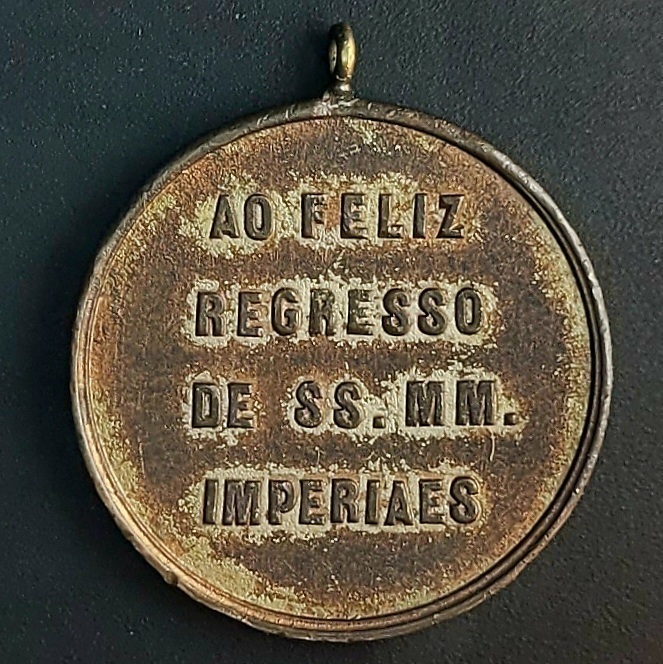 AO FELIZ
REGRESSO
DE SS. MM.
IMPERIAES